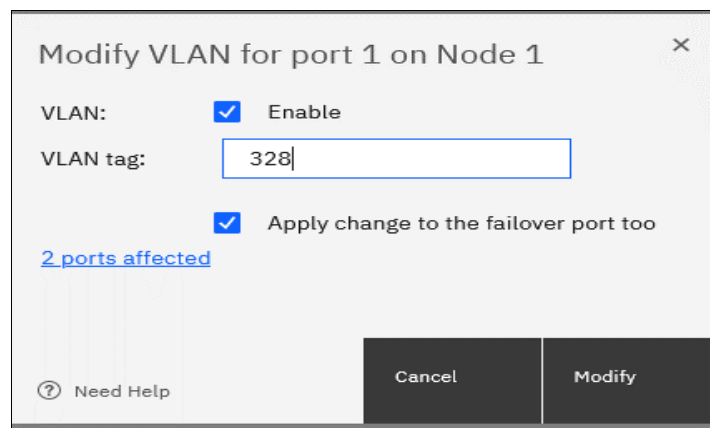 Modify VLAN for port 1 on Node 1
VLAN: Enable
VLAN tag: 328
Apply change to the failover port too
2 ports affected
Need Help Cancel Modify